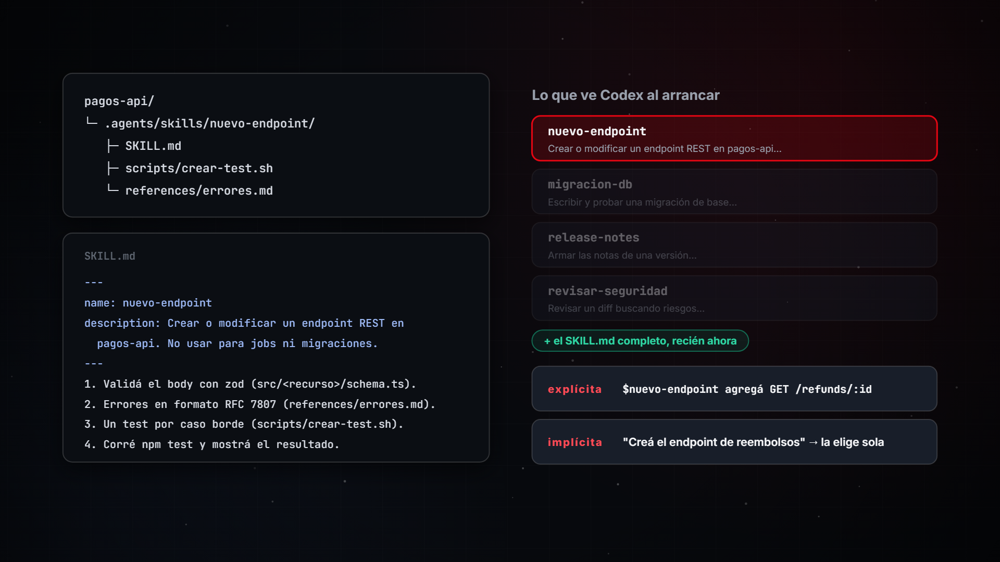 pagos-api/
└─ .agents/skills/nuevo-endpoint/
├─ SKILL.md
├─ scripts/crear-test.sh
└─ references/errores.md
SKILL.md
---
name: nuevo-endpoint
description: Crear o modificar un endpoint REST en
pagos-api. No usar para jobs ni migraciones.
---
1. Validá el body con zod (src/<recurso>/schema.ts).
2. Errores en formato RFC 7807 (references/errores.md).
3. Un test por caso borde (scripts/crear-test.sh).
4. Corré npm test y mostrá el resultado.
Lo que ve Codex al arrancar
nuevo-endpoint
Crear o modificar un endpoint REST en pagos-api...
migracion-db
Escribir y probar una migración de base...
release-notes
Armar las notas de una versión...
revisar-seguridad
Revisar un diff buscando riesgos...
+ el SKILL.md completo, recién ahora
explícita $nuevo-endpoint agregá GET /refunds/:id
implícita "Creá el endpoint de reembolsos" → la elige sola